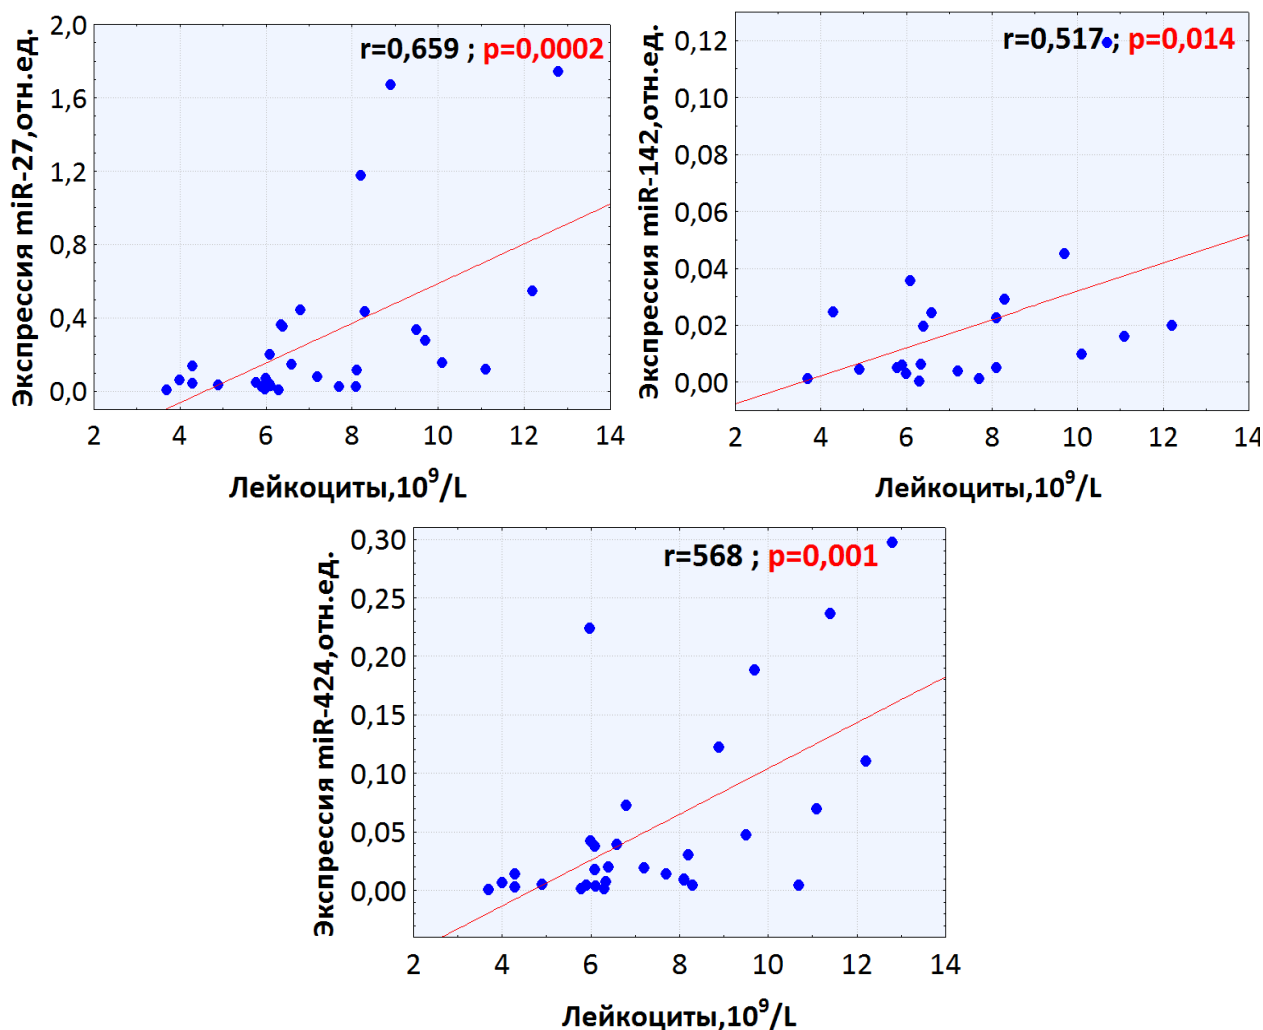 r=0,659 ; p=0,0002
Экспрессия miR-27,отн.ед.
2,0
1,6
1,2
0,8
0,4
0,0
2 4 6 8 10 12 14
Лейкоциты,10⁹/L
r=0,517 ; p=0,014
Экспрессия miR-142,отн.ед.
0,12
0,10
0,08
0,06
0,04
0,02
0,00
2 4 6 8 10 12 14
Лейкоциты,10⁹/L
r=568 ; p=0,001
Экспрессия miR-424,отн.ед.
0,30
0,25
0,20
0,15
0,10
0,05
0,00
2 4 6 8 10 12 14
Лейкоциты,10⁹/L